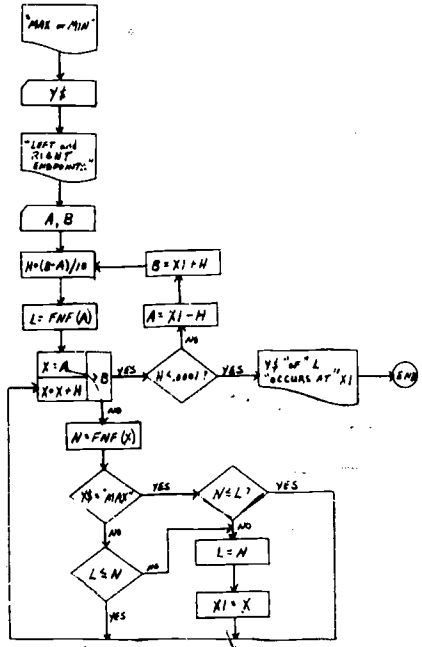 "MAX or MIN"
Y$
"LEFT and
RIGHT
ENDPOINTS"
A, B
H=(B-A)/10
B = X1+H
L= FNF(A)
A= X1-H
NO
X = A
> B
X=X+H
YES
H≤.0001?
YES
Y$ "OF" L
"OCCURS AT" X1
END
NO
N=FNF(X)
Y$="MAX"
YES
N≤L?
YES
NO
NO
L≤N
NO
L = N
YES
X1 = X